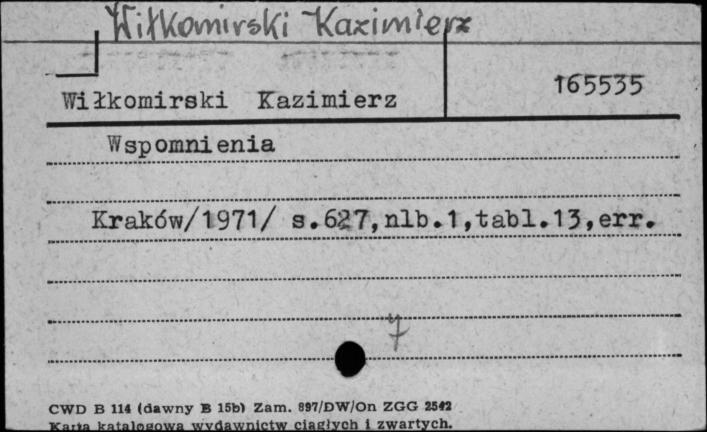 Wiłkomirski Kazimierz
165535
Wiłkomirski Kazimierz
Wspomnienia
Kraków/1971/ s.627,nlb.1,tabl.13,err.
7
CWD B 114 (dawny B 15b) Zam. 897/DW/On ZGG 2542
Karta katalogowa wydawnictw ciągłych i zwartych.